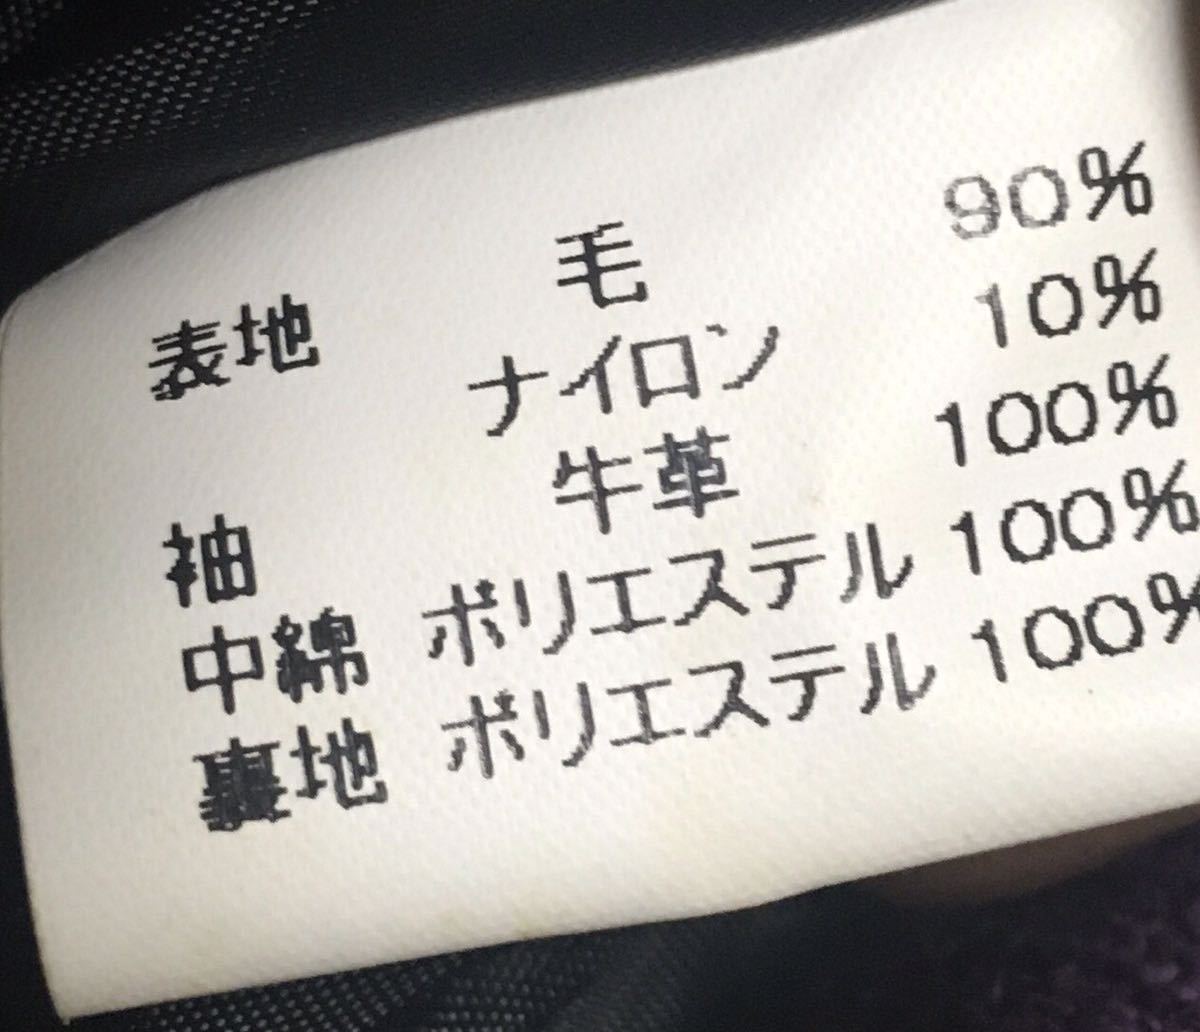 表地 毛 90%
ナイロン 10%
袖 牛革 100%
中綿 ポリエステル 100%
裏地 ポリエステル 100%